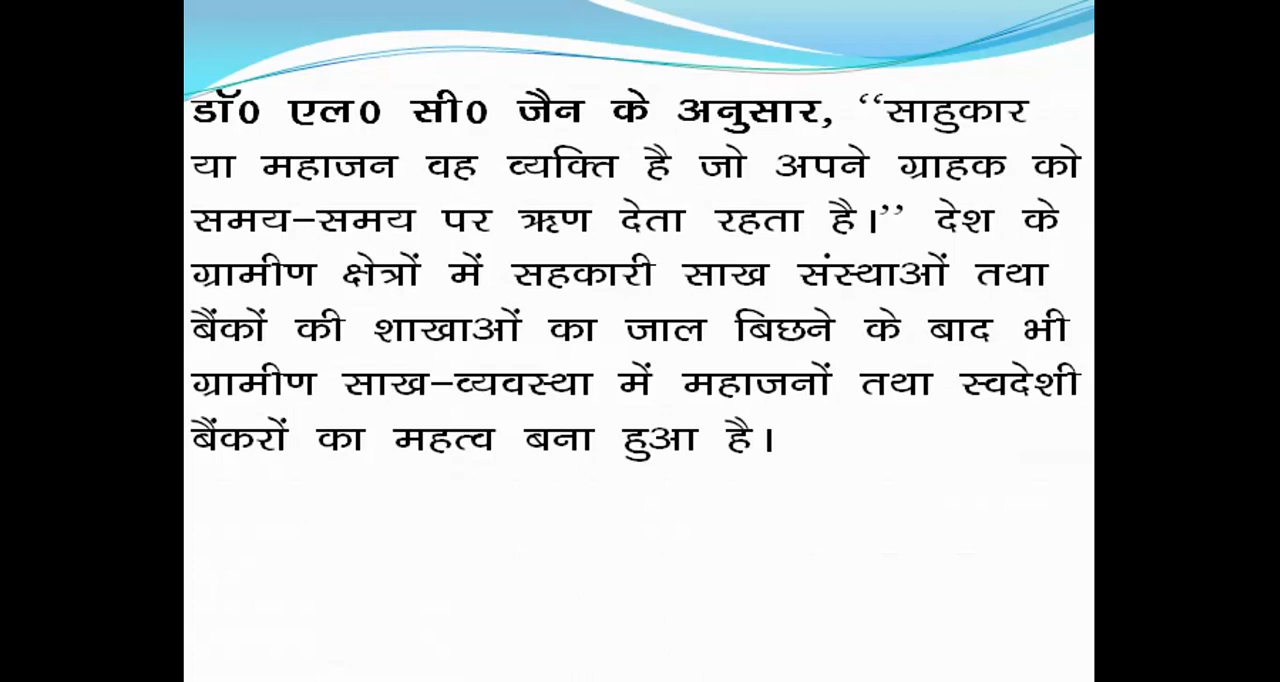 डॉ0 एल0 सी0 जैन के अनुसार, ‘‘साहुकार
या महाजन वह व्यक्ति है जो अपने ग्राहक को
समय–समय पर ऋण देता रहता है।’’ देश के
ग्रामीण क्षेत्रों में सहकारी साख संस्थाओं तथा
बैंकों की शाखाओं का जाल बिछने के बाद भी
ग्रामीण साख–व्यवस्था में महाजनों तथा स्वदेशी
बैंकरों का महत्व बना हुआ है।